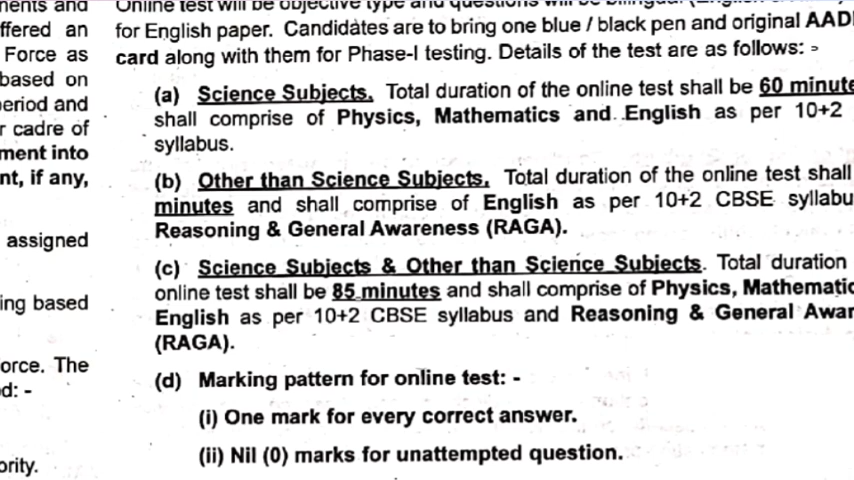 ments and
ffered an
Force as
based on
eriod and
r cadre of
ment into
nt, if any,
assigned
ing based
orce. The
d: -
ority.
Online test will be objective type and questions will be bilingual (English
for English paper. Candidates are to bring one blue / black pen and original AAD
card along with them for Phase-I testing. Details of the test are as follows: -
(a) Science Subjects. Total duration of the online test shall be 60 minute
shall comprise of Physics, Mathematics and English as per 10+2
syllabus.
(b) Other than Science Subjects. Total duration of the online test shall
minutes and shall comprise of English as per 10+2 CBSE syllabu
Reasoning & General Awareness (RAGA).
(c) Science Subjects & Other than Science Subjects. Total duration
online test shall be 85 minutes and shall comprise of Physics, Mathematic
English as per 10+2 CBSE syllabus and Reasoning & General Awar
(RAGA).
(d) Marking pattern for online test: -
(i) One mark for every correct answer.
(ii) Nil (0) marks for unattempted question.